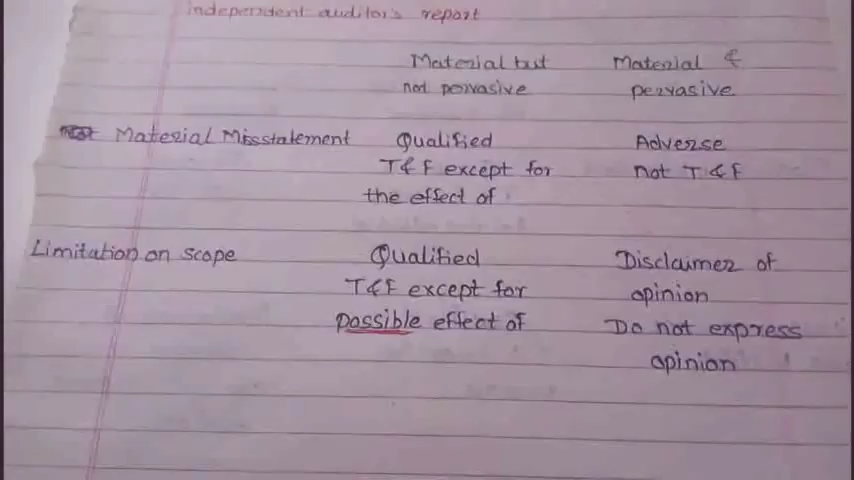 independent auditor's report
Material but Material &
not pervasive pervasive
Material Misstatement Qualified Adverse
T&F except for not T&F
the effect of
Limitation on scope Qualified Disclaimer of
T&F except for opinion
possible effect of Do not express
opinion